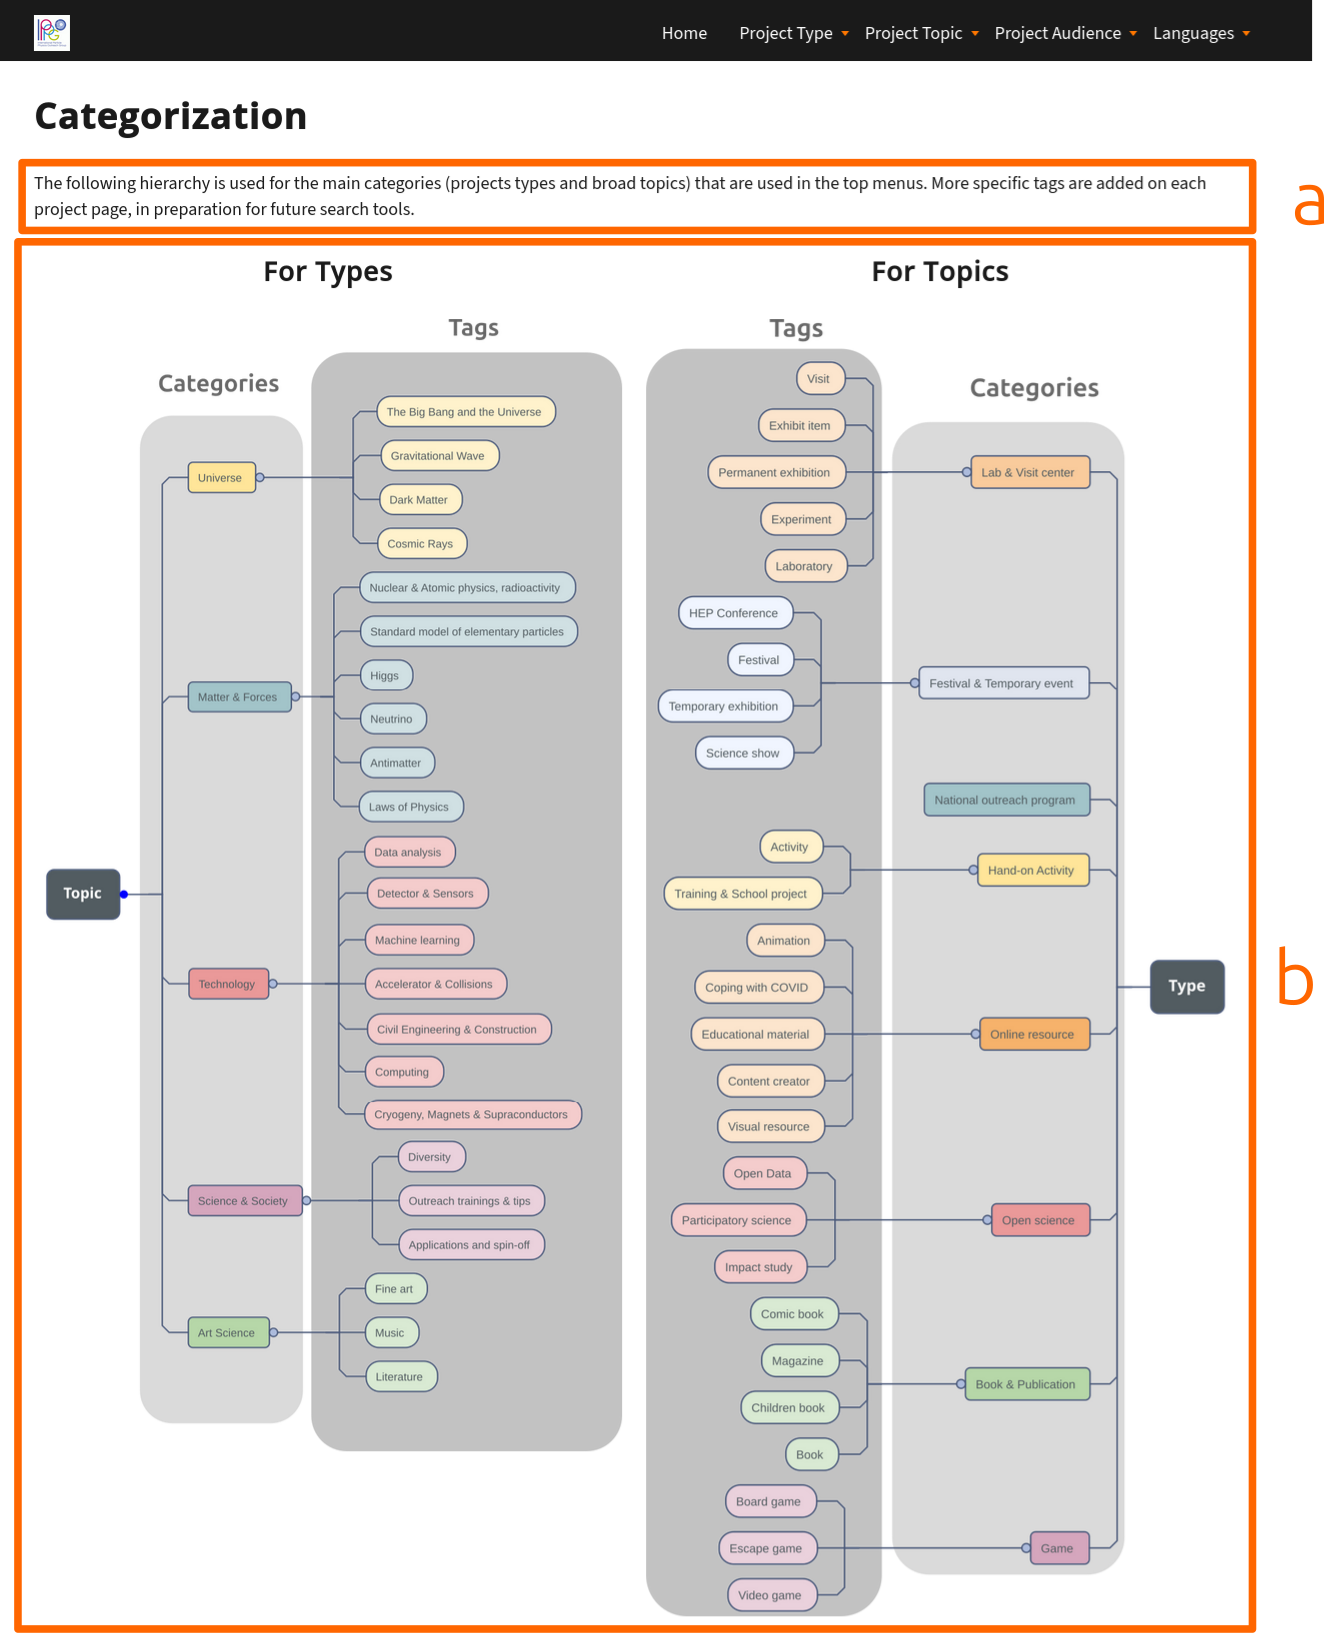 Home Project Type Project Topic Project Audience Languages
Categorization
The following hierarchy is used for the main categories (projects types and broad topics) that are used in the top menus. More specific tags are added on each
project page, in preparation for future search tools.
a
For Types
Tags
Categories
Topic
Universe
The Big Bang and the Universe
Gravitational Wave
Dark Matter
Cosmic Rays
Matter & Forces
Nuclear & Atomic physics, radioactivity
Standard model of elementary particles
Higgs
Neutrino
Antimatter
Laws of Physics
Technology
Data analysis
Detector & Sensors
Machine learning
Accelerator & Collisions
Civil Engineering & Construction
Computing
Cryogeny, Magnets & Supraconductors
Science & Society
Diversity
Outreach trainings & tips
Applications and spin-off
Art Science
Fine art
Music
Literature
For Topics
Tags
Categories
Type
Visit
Exhibit item
Permanent exhibition
Experiment
Laboratory
Lab & Visit center
HEP Conference
Festival
Temporary exhibition
Science show
Festival & Temporary event
National outreach program
Activity
Training & School project
Hand-on Activity
Animation
Coping with COVID
Educational material
Content creator
Visual resource
Online resource
Open Data
Participatory science
Impact study
Open science
Comic book
Magazine
Children book
Book
Book & Publication
Board game
Escape game
Video game
Game
b